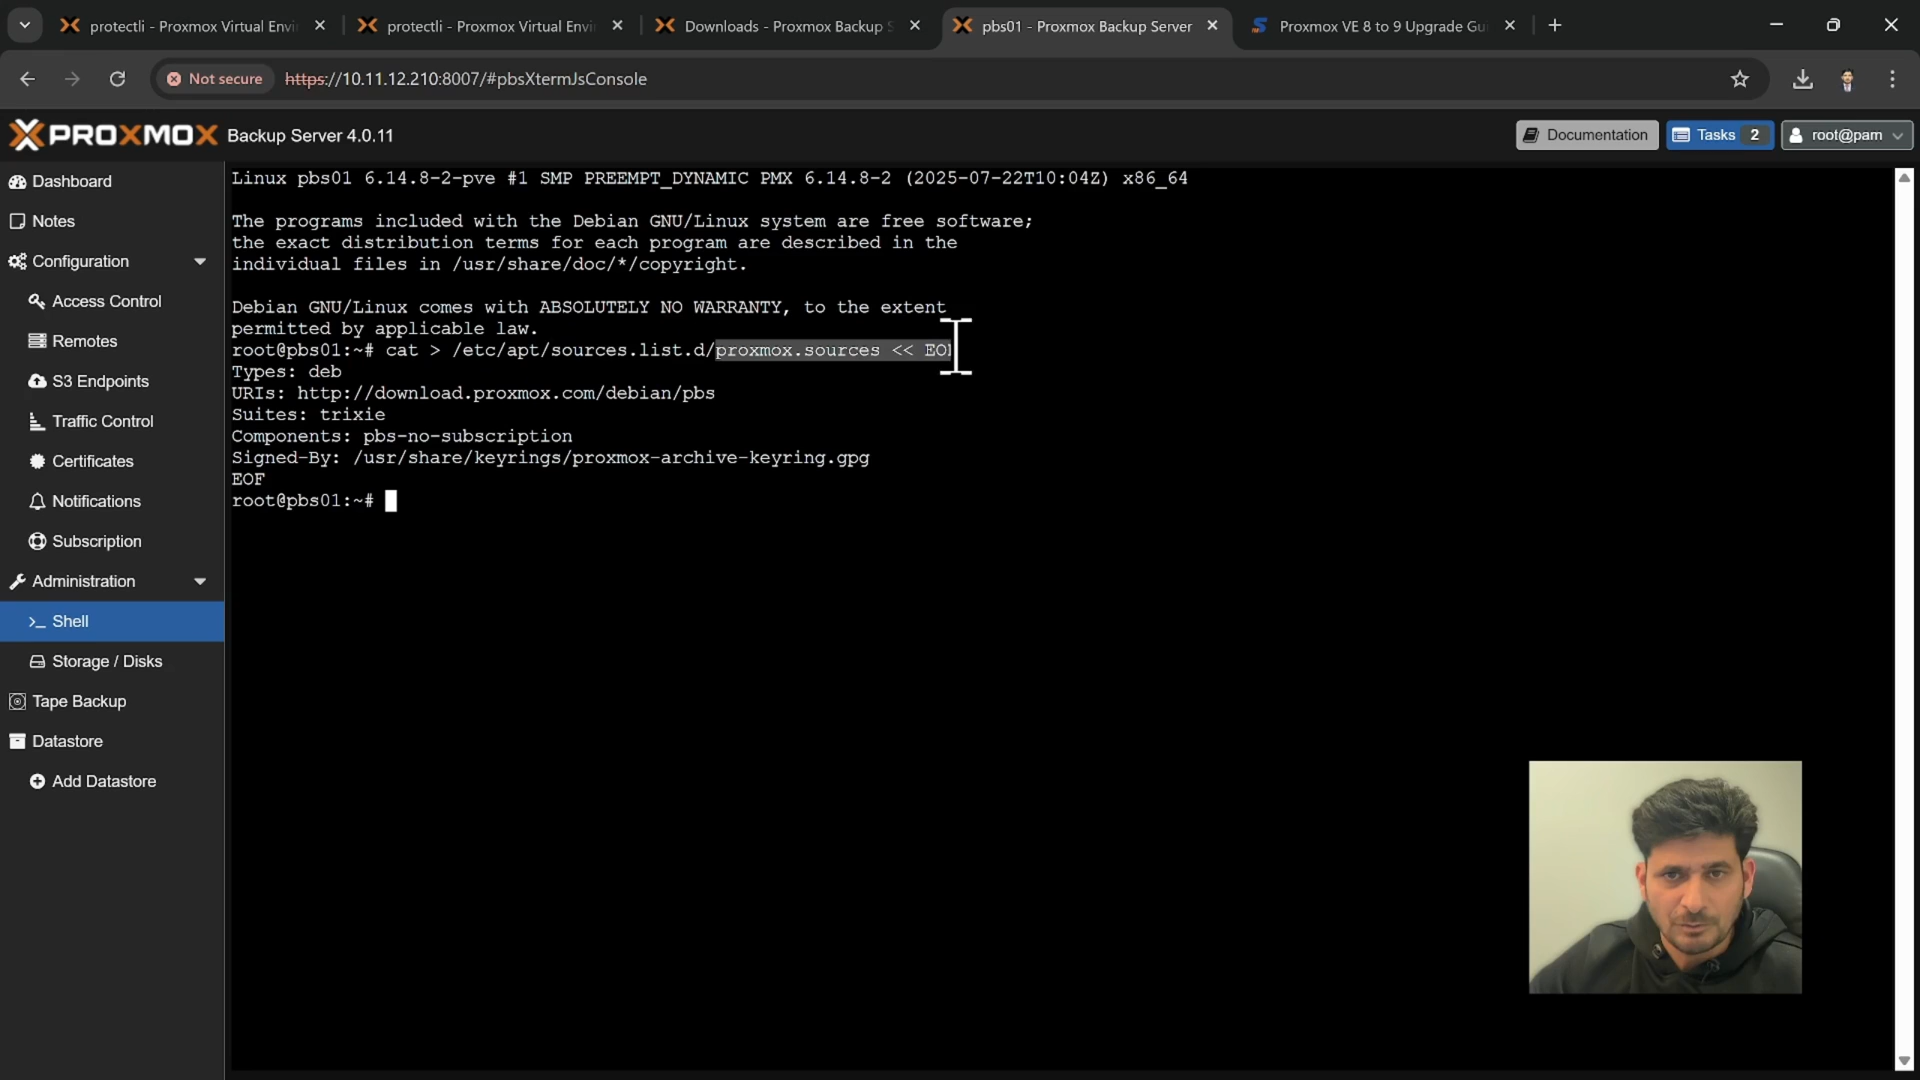 protectli - Proxmox Virtual Envi
protectli - Proxmox Virtual Envi
Downloads - Proxmox Backup S
pbs01 - Proxmox Backup Server
Proxmox VE 8 to 9 Upgrade Gu
Not secure
https://10.11.12.210:8007/#pbsXtermJsConsole
PROXMOX Backup Server 4.0.11
Documentation
Tasks 2
root@pam
Dashboard
Notes
Configuration
Access Control
Remotes
S3 Endpoints
Traffic Control
Certificates
Notifications
Subscription
Administration
Shell
Storage / Disks
Tape Backup
Datastore
Add Datastore
Linux pbs01 6.14.8-2-pve #1 SMP PREEMPT_DYNAMIC PMX 6.14.8-2 (2025-07-22T10:04Z) x86_64
The programs included with the Debian GNU/Linux system are free software;
the exact distribution terms for each program are described in the
individual files in /usr/share/doc/*/copyright.
Debian GNU/Linux comes with ABSOLUTELY NO WARRANTY, to the extent
permitted by applicable law.
root@pbs01:~# cat > /etc/apt/sources.list.d/proxmox.sources << EOF
Types: deb
URIs: http://download.proxmox.com/debian/pbs
Suites: trixie
Components: pbs-no-subscription
Signed-By: /usr/share/keyrings/proxmox-archive-keyring.gpg
EOF
root@pbs01:~#